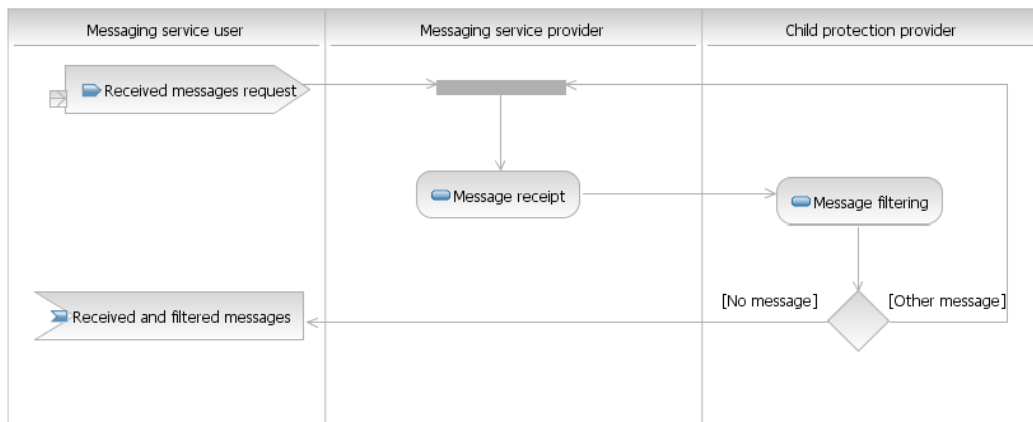 Messaging service user
Messaging service provider
Child protection provider
Received messages request
Message receipt
Message filtering
[No message]
[Other message]
Received and filtered messages